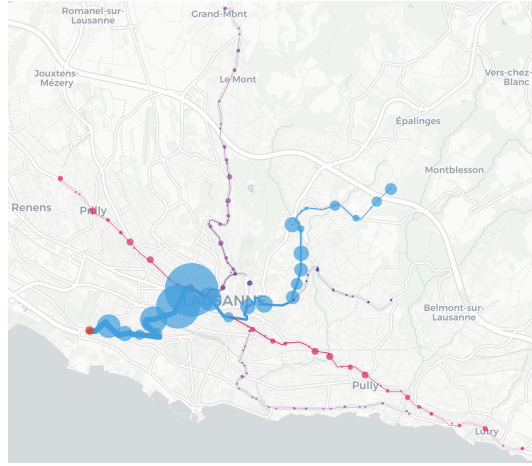 Romanel-sur-
Lausanne
Grand-Mont
Jouxtens-
Mézery
Le Mont
Vers-chez-
Blanc
Épalinges
Montblesson
Renens
Prilly
LAUSANNE
Belmont-sur-
Lausanne
Pully
Lutry